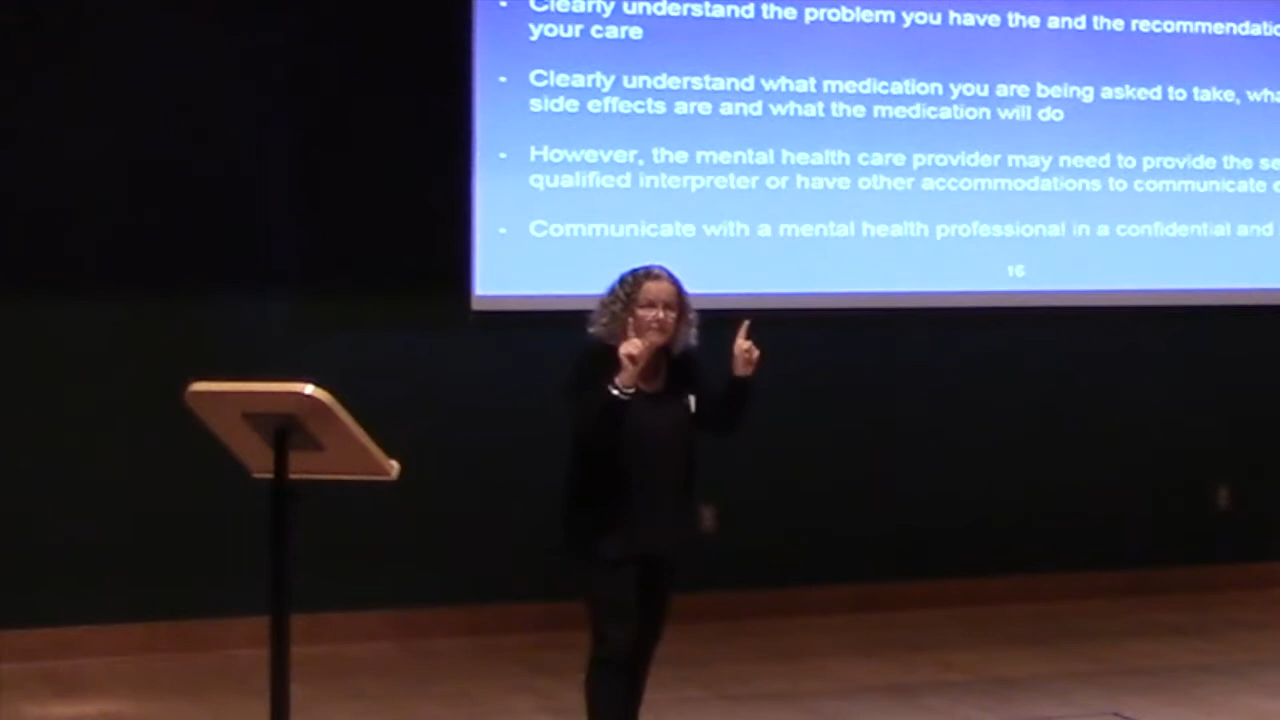 Clearly understand the problem you have the and the recommendatio
your care
Clearly understand what medication you are being asked to take, wha
side effects are and what the medication will do
However, the mental health care provider may need to provide the se
qualified interpreter or have other accommodations to communicate
Communicate with a mental health professional in a confidential and
16